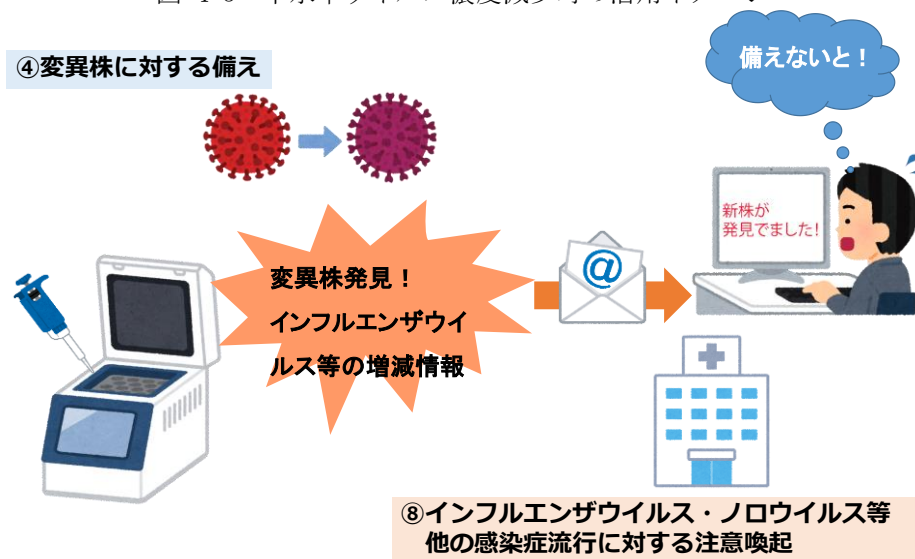 ④変異株に対する備え
備えないと！
新株が
発見でました!
変異株発見！
インフルエンザウイ
ルス等の増減情報
@
⑧インフルエンザウイルス・ノロウイルス等
他の感染症流行に対する注意喚起